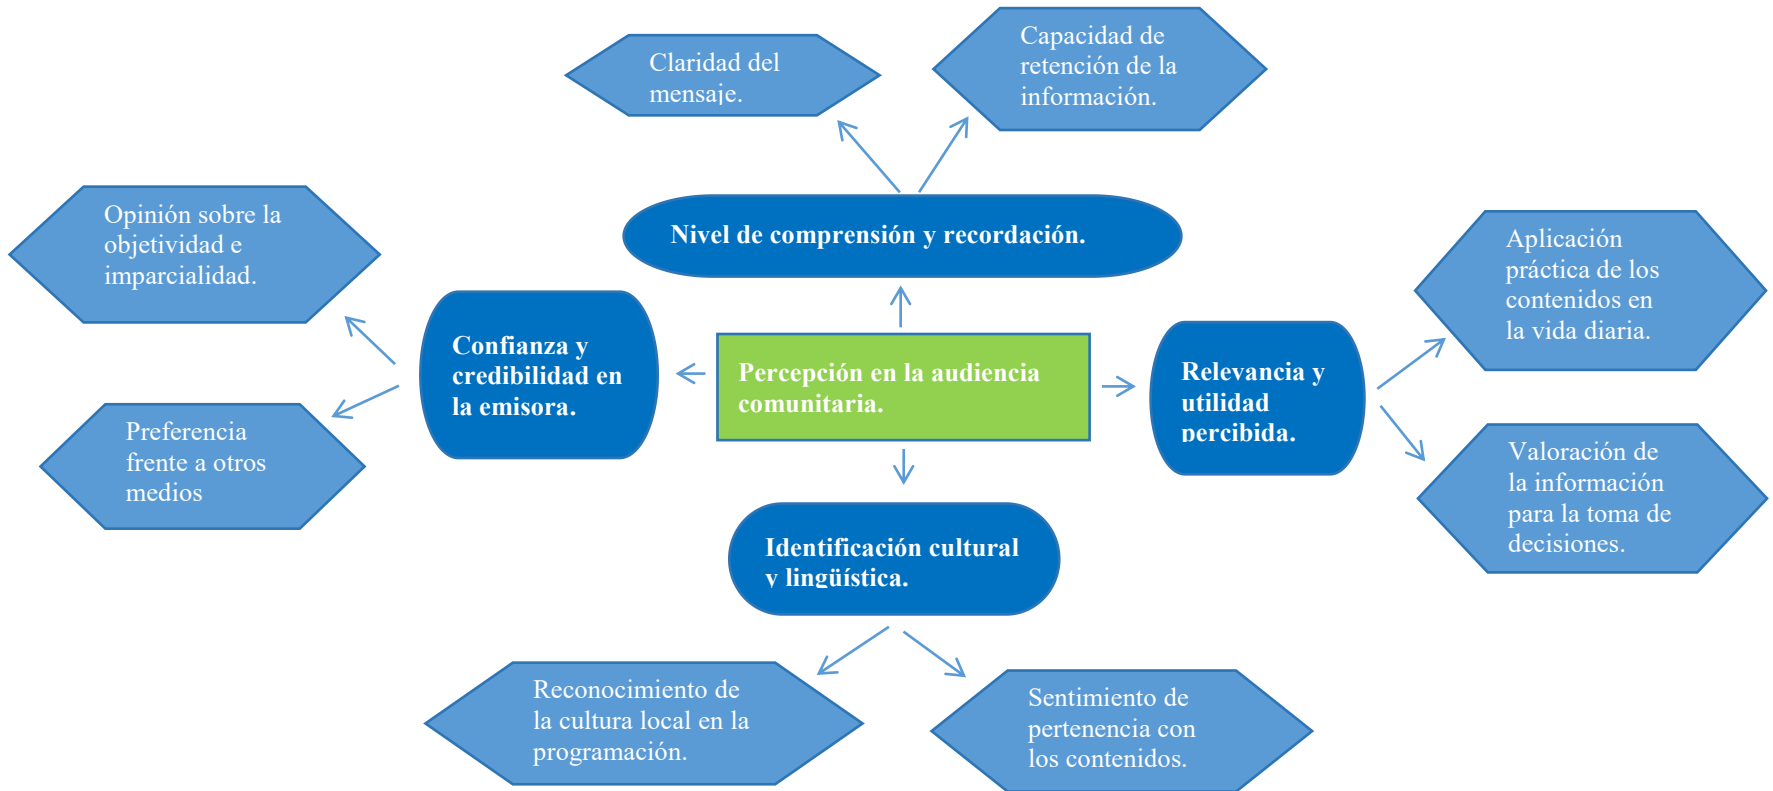 Claridad del
mensaje.
Capacidad de
retención de la
información.
Opinión sobre la
objetividad e
imparcialidad.
Nivel de comprensión y recordación.
Aplicación
práctica de los
contenidos en
la vida diaria.
Confianza y
credibilidad en
la emisora.
Percepción en la audiencia
comunitaria.
Relevancia y
utilidad
percibida.
Preferencia
frente a otros
medios
Valoración de
la información
para la toma de
decisiones.
Identificación cultural
y lingüística.
Reconocimiento de
la cultura local en la
programación.
Sentimiento de
pertenencia con
los contenidos.